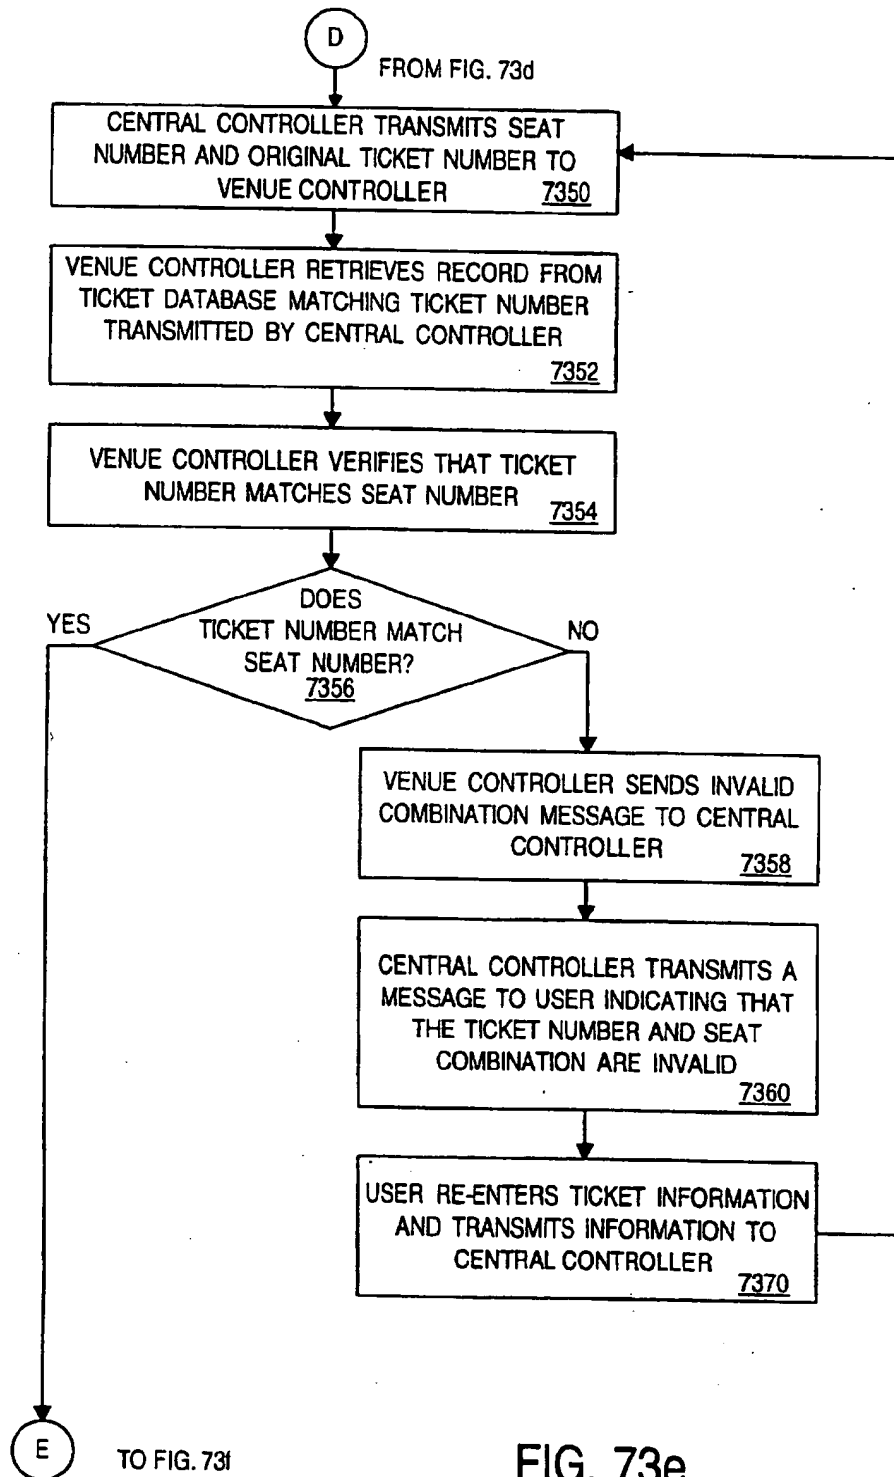 D
FROM FIG. 73d
CENTRAL CONTROLLER TRANSMITS SEAT
NUMBER AND ORIGINAL TICKET NUMBER TO
VENUE CONTROLLER 7350
VENUE CONTROLLER RETRIEVES RECORD FROM
TICKET DATABASE MATCHING TICKET NUMBER
TRANSMITTED BY CENTRAL CONTROLLER
7352
VENUE CONTROLLER VERIFIES THAT TICKET
NUMBER MATCHES SEAT NUMBER
7354
DOES
TICKET NUMBER MATCH
SEAT NUMBER?
7356
YES
NO
VENUE CONTROLLER SENDS INVALID
COMBINATION MESSAGE TO CENTRAL
CONTROLLER
7358
CENTRAL CONTROLLER TRANSMITS A
MESSAGE TO USER INDICATING THAT
THE TICKET NUMBER AND SEAT
COMBINATION ARE INVALID
7360
USER RE-ENTERS TICKET INFORMATION
AND TRANSMITS INFORMATION TO
CENTRAL CONTROLLER
7370
E
TO FIG. 73f
FIG. 73e